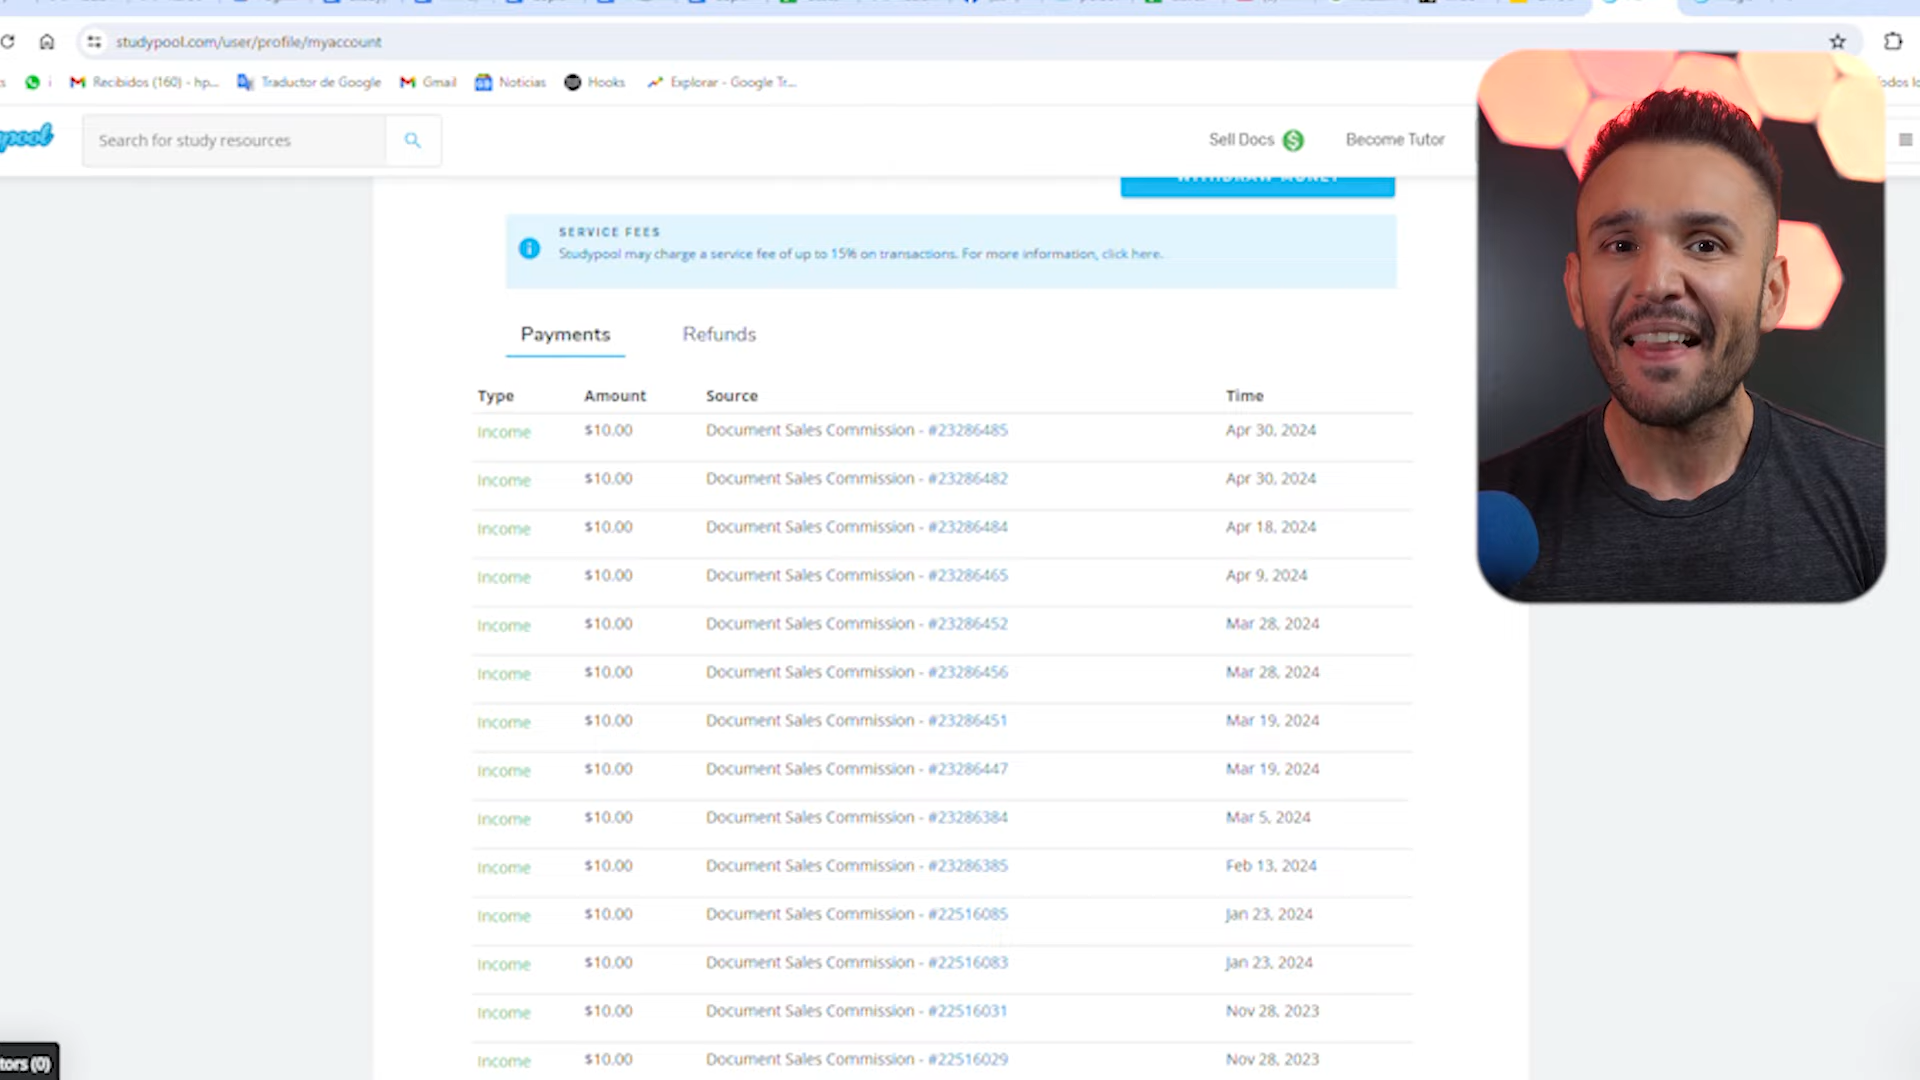 studypool.com/user/profile/myaccount
Recibidos (160) - hp... Traductor de Google Gmail Noticias Hooks Explorar - Google Tr...
pool Search for study resources Sell Docs $ Become Tutor
WITHDRAW MONEY
SERVICE FEES
Studypool may charge a service fee of up to 15% on transactions. For more information, click here.
Payments Refunds
Type Amount Source Time
Income $10.00 Document Sales Commission - #23286485 Apr 30, 2024
Income $10.00 Document Sales Commission - #23286482 Apr 30, 2024
Income $10.00 Document Sales Commission - #23286484 Apr 18, 2024
Income $10.00 Document Sales Commission - #23286465 Apr 9, 2024
Income $10.00 Document Sales Commission - #23286452 Mar 28, 2024
Income $10.00 Document Sales Commission - #23286456 Mar 28, 2024
Income $10.00 Document Sales Commission - #23286451 Mar 19, 2024
Income $10.00 Document Sales Commission - #23286447 Mar 19, 2024
Income $10.00 Document Sales Commission - #23286384 Mar 5, 2024
Income $10.00 Document Sales Commission - #23286385 Feb 13, 2024
Income $10.00 Document Sales Commission - #22516085 Jan 23, 2024
Income $10.00 Document Sales Commission - #22516083 Jan 23, 2024
Income $10.00 Document Sales Commission - #22516031 Nov 28, 2023
Income $10.00 Document Sales Commission - #22516029 Nov 28, 2023
tors (0)